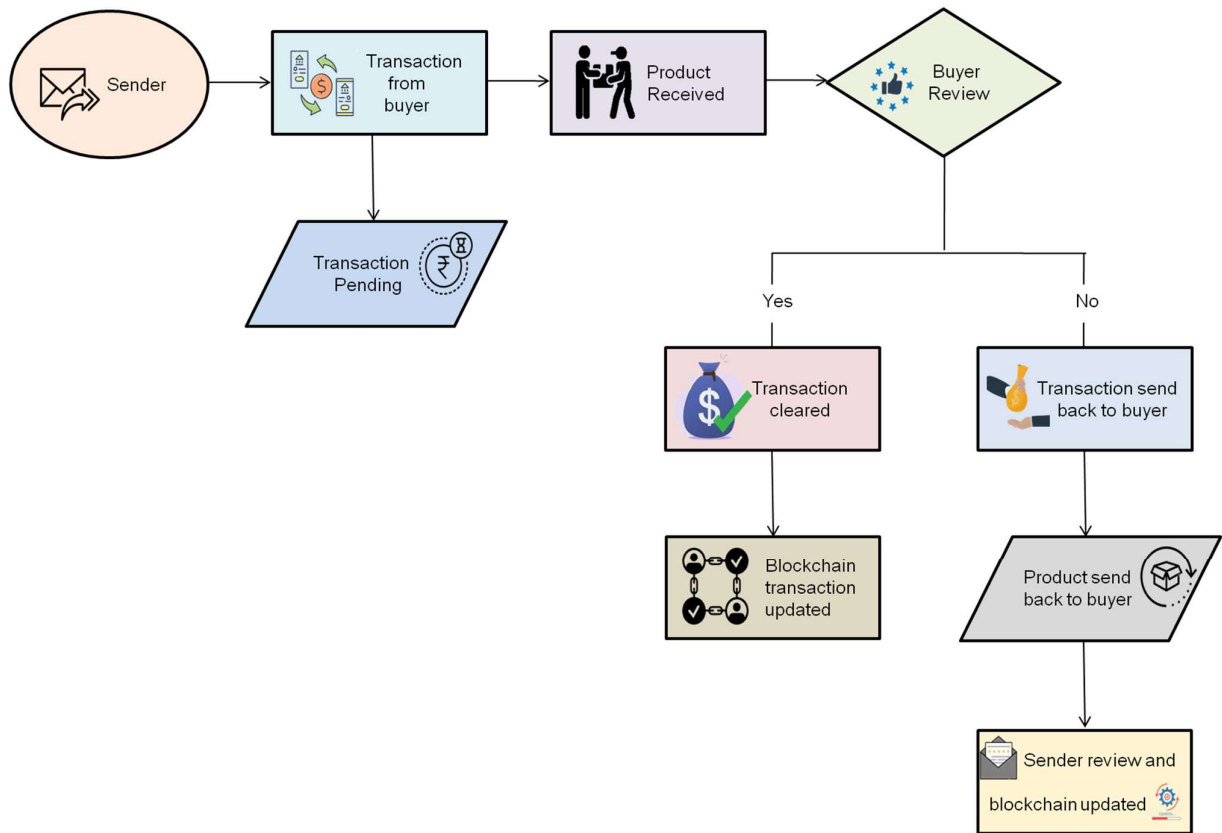 Sender
Transaction
from
buyer
Product
Received
Buyer
Review
Transaction
Pending
Yes
No
Transaction
cleared
Transaction send
back to buyer
Blockchain
transaction
updated
Product send
back to buyer
Sender review and
blockchain updated